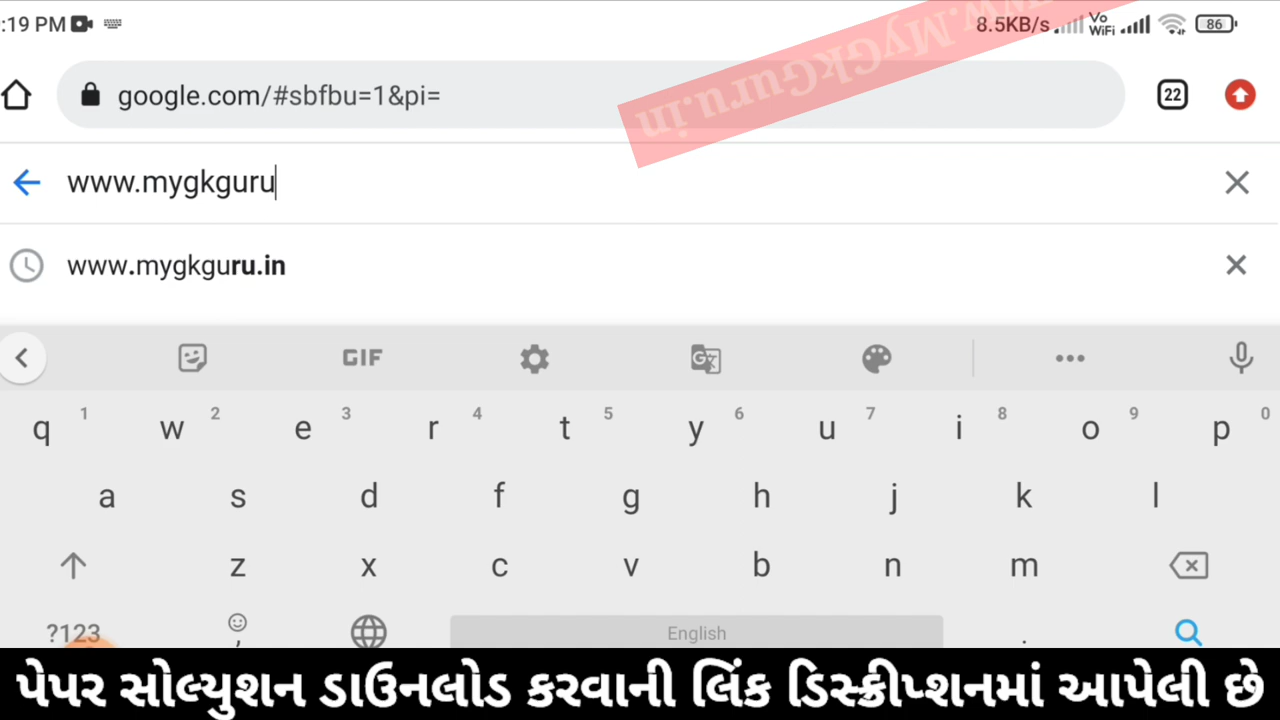 :19 PM 8.5KB/s Vo WiFi 86
www.MyGkGuru.in
google.com/#sbfbu=1&pi= 22
www.mygkguru
www.mygkguru.in
GIF
q 1 w 2 e 3 r 4 t 5 y 6 u 7 i 8 o 9 p 0
a s d f g h j k l
z x c v b n m
?123 , English .
પેપર સોલ્યુશન ડાઉનલોડ કરવાની લિંક ડિસ્ક્રીપ્શનમાં આપેલી છે